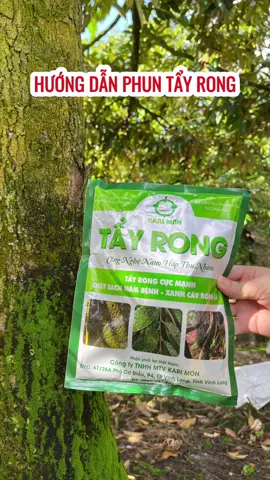 HƯỚNG DẪN PHUN TẨY RONG
KARI MON
TẨY RONG
Công Nghệ Nano Hấp Thu Nhanh
TẨY RONG CỰC MẠNH
DIỆT SẠCH NẤM BỆNH - XANH CÂY BÓNG
Công ty TNHH MTV KARI MON